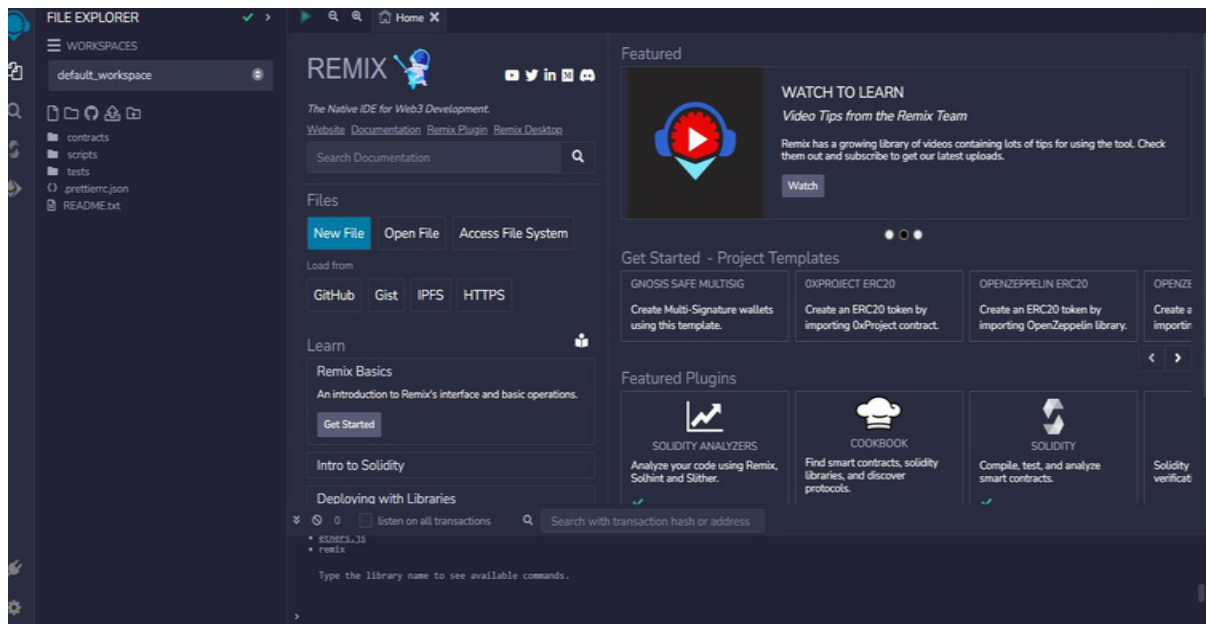 FILE EXPLORER
WORKSPACES
default_workspace
contracts
scripts
tests
.prettierrc.json
README.txt
Home
REMIX
The Native IDE for Web3 Development.
Website Documentation Remix Plugin Remix Desktop
Search Documentation
Files
New File Open File Access File System
Load from
GitHub Gist IPFS HTTPS
Learn
Remix Basics
An introduction to Remix's interface and basic operations.
Get Started
Intro to Solidity
Deploying with Libraries
Featured
WATCH TO LEARN
Video Tips from the Remix Team
Remix has a growing library of videos containing lots of tips for using the tool. Check
them out and subscribe to get our latest uploads.
Watch
Get Started - Project Templates
GNOSIS SAFE MULTISIG
Create Multi-Signature wallets
using this template.
0XPROJECT ERC20
Create an ERC20 token by
importing 0xProject contract.
OPENZEPPELIN ERC20
Create an ERC20 token by
importing OpenZeppelin library.
OPENZE
Create a
importin
Featured Plugins
SOLIDITY ANALYZERS
Analyze your code using Remix,
Solhint and Slither.
COOKBOOK
Find smart contracts, solidity
libraries, and discover
protocols.
SOLIDITY
Compile, test, and analyze
smart contracts.
Solidity
verificati
0 listen on all transactions Search with transaction hash or address
ethers.js
remix
Type the library name to see available commands.
>